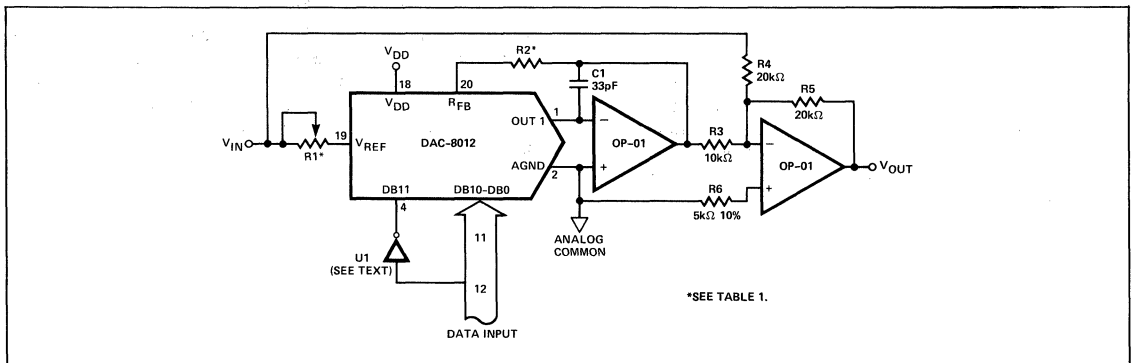 VDD
18
VDD
20
RFB
R2*
C1
33pF
R4
20kΩ
R5
20kΩ
VIN
R1*
19
VREF
DAC-8012
OUT 1
1
AGND
2
−
+
OP-01
R3
10kΩ
−
+
OP-01
VOUT
DB11
4
DB10-DB0
R6
5kΩ 10%
ANALOG
COMMON
11
U1
(SEE TEXT)
12
*SEE TABLE 1.
DATA INPUT